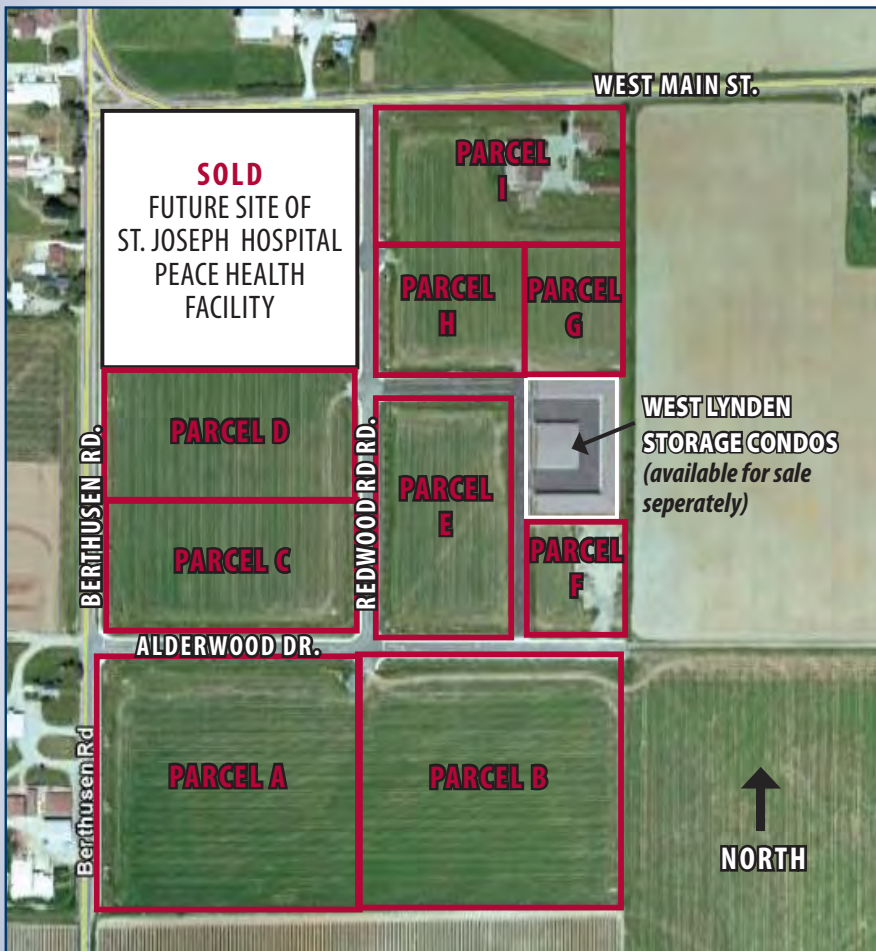 WEST MAIN ST.
SOLD
FUTURE SITE OF
ST. JOSEPH HOSPITAL
PEACE HEALTH
FACILITY
PARCEL
I
PARCEL
H
PARCEL
G
PARCEL D
BERTHUSEN RD.
REDWOOD RD RD.
PARCEL
E
WEST LYNDEN
STORAGE CONDOS
(available for sale
seperately)
PARCEL C
PARCEL
F
ALDERWOOD DR.
PARCEL A
PARCEL B
Berthusen Rd
NORTH